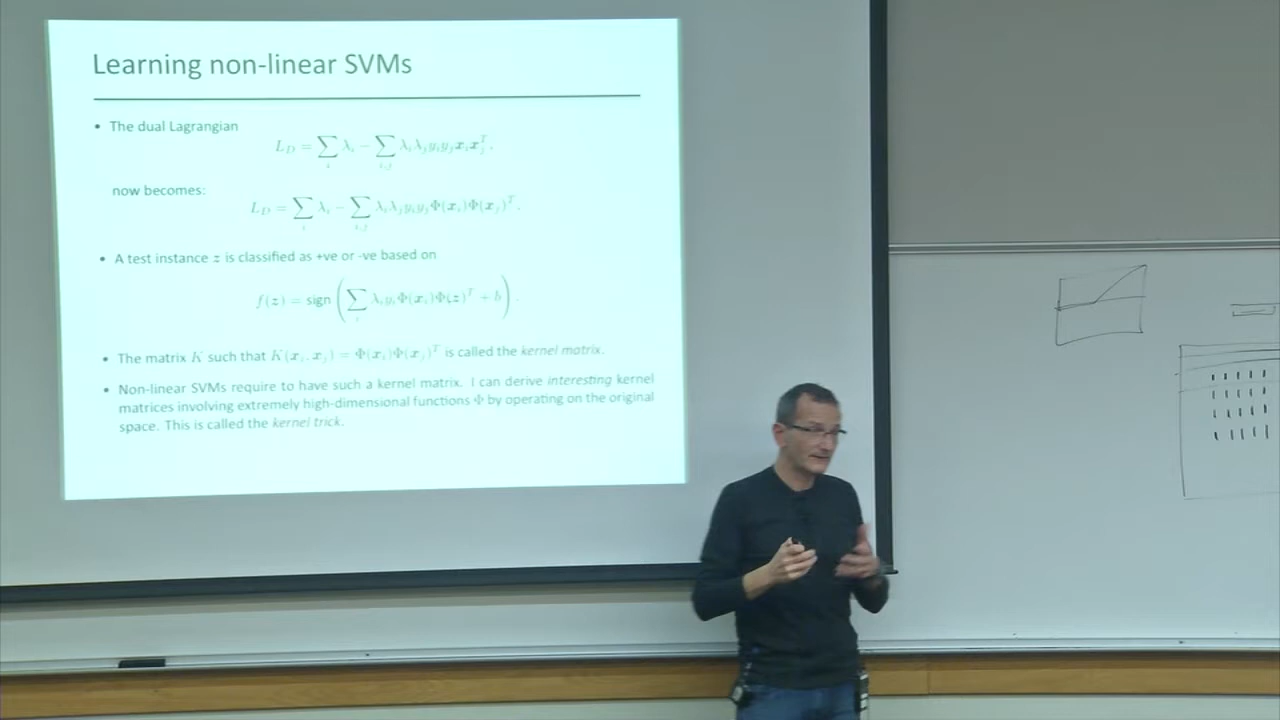 Learning non-linear SVMs
• The dual Lagrangian
L_D = ∑_i λ_i − ∑_{i,j} λ_i λ_j y_i y_j x_i x_j^T.
now becomes:
L_D = ∑_i λ_i − ∑_{i,j} λ_i λ_j y_i y_j Φ(x_i)Φ(x_j)^T.
• A test instance z is classified as +ve or -ve based on
f(z) = sign (∑_i λ_i y_i Φ(x_i)Φ(z)^T + b).
• The matrix K such that K(x_i, x_j) = Φ(x_i)Φ(x_j)^T is called the kernel matrix.
• Non-linear SVMs require to have such a kernel matrix. I can derive interesting kernel
matrices involving extremely high-dimensional functions Φ by operating on the original
space. This is called the kernel trick.